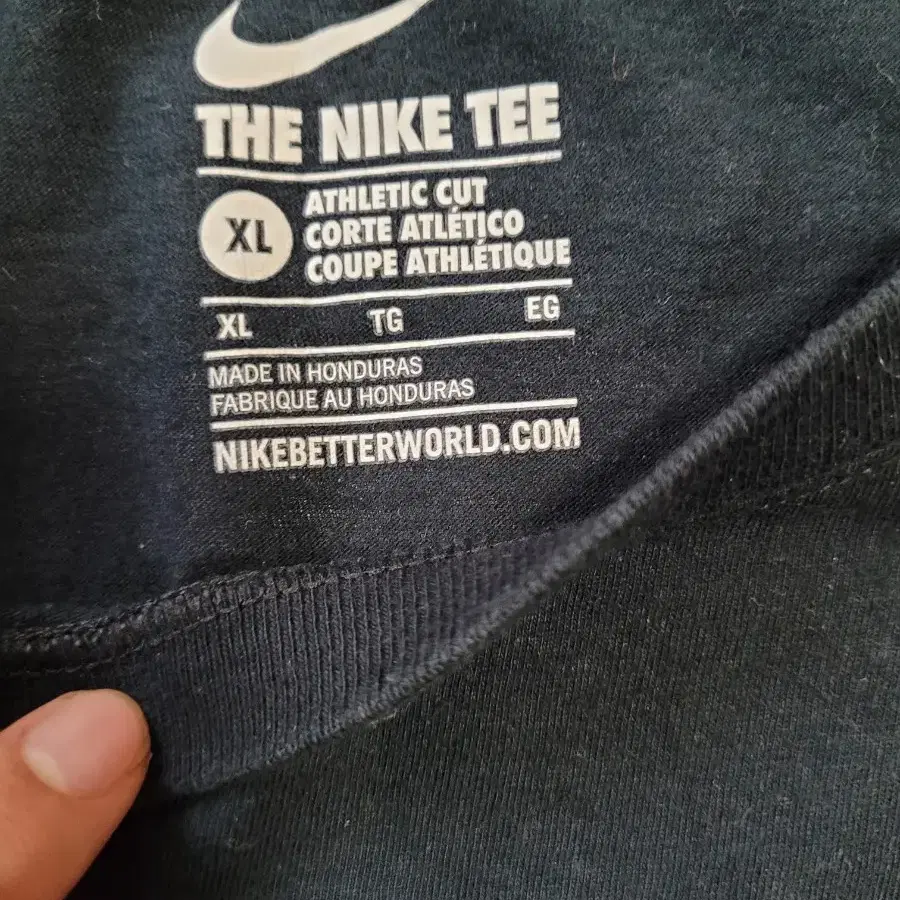 THE NIKE TEE
XL
ATHLETIC CUT
CORTE ATLÉTICO
COUPE ATHLÉTIQUE
XL TG EG
MADE IN HONDURAS
FABRIQUE AU HONDURAS
NIKEBETTERWORLD.COM